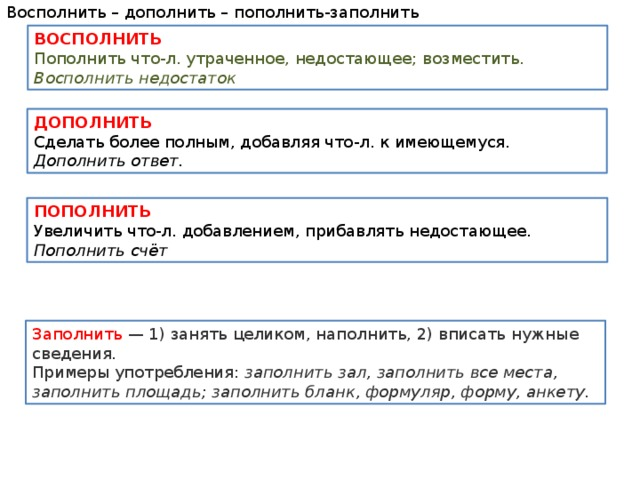 Восполнить – дополнить – пополнить-заполнить
ВОСПОЛНИТЬ
Пополнить что-л. утраченное, недостающее; возместить.
Восполнить недостаток
ДОПОЛНИТЬ
Сделать более полным, добавляя что-л. к имеющемуся.
Дополнить ответ.
ПОПОЛНИТЬ
Увеличить что-л. добавлением, прибавлять недостающее.
Пополнить счёт
Заполнить — 1) занять целиком, наполнить, 2) вписать нужные
сведения.
Примеры употребления: заполнить зал, заполнить все места,
заполнить площадь; заполнить бланк, формуляр, форму, анкету.